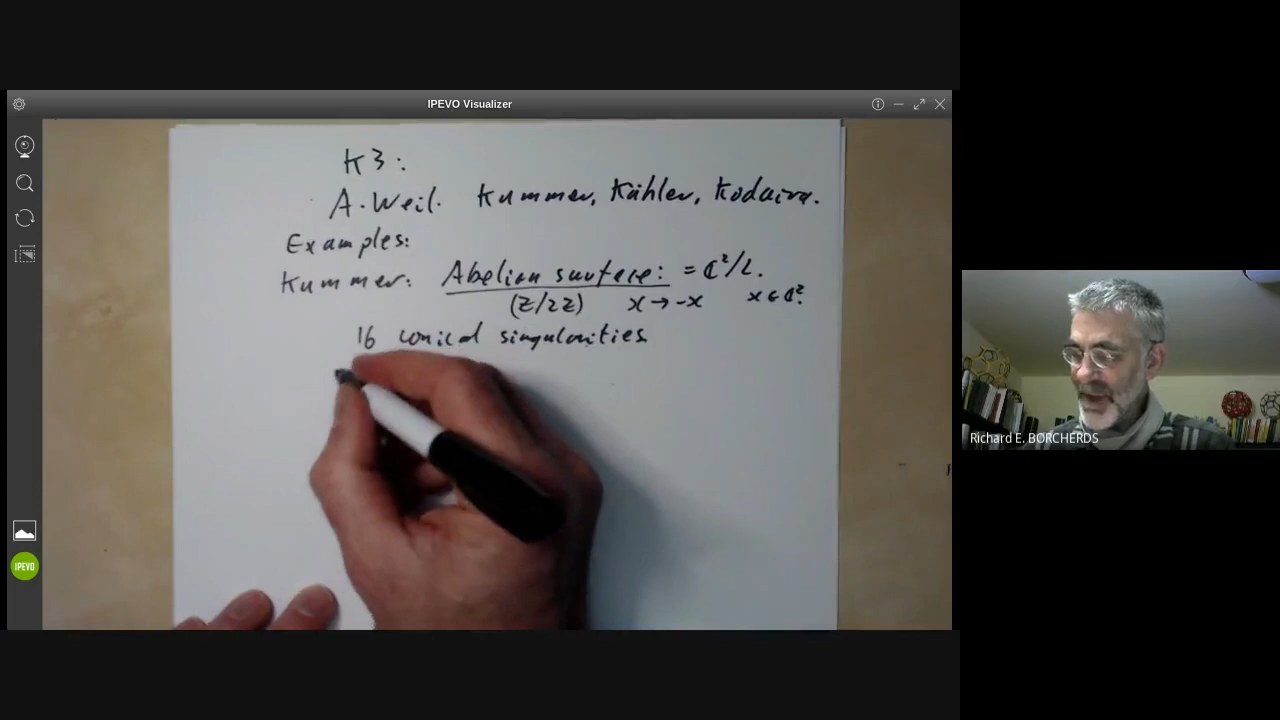 IPEVO Visualizer
K3:
A. Weil. Kummer, Kähler, Kodaira.
Examples:
Kummer: Abelian surface: = ℂ²/L.
(Z/2Z) x → -x x ∈ ℂ².
16 conical singularities
Richard E. BORCHERDS
IPEVO